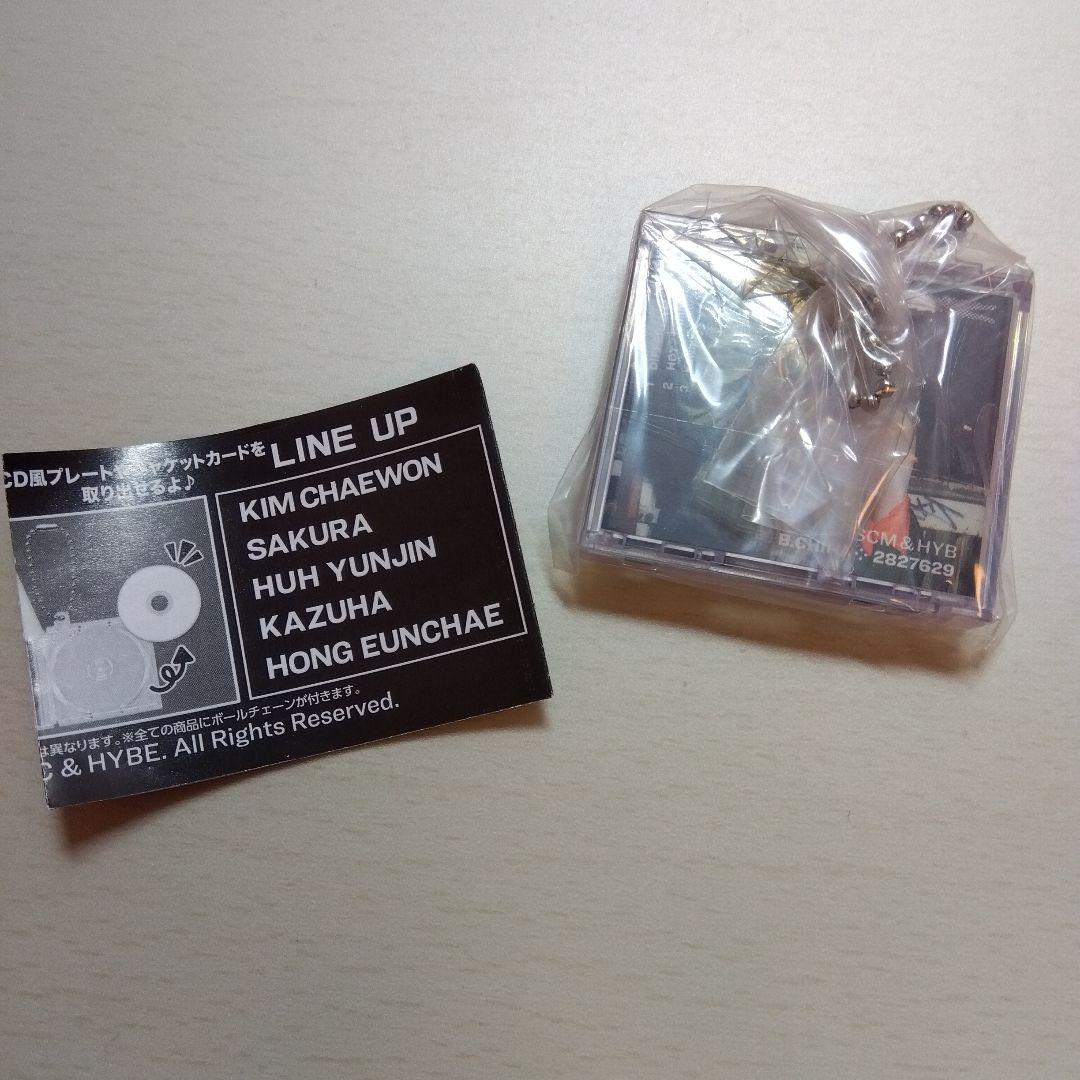 CD風プレートやジャケットカードを
取り出せるよ♪
LINE UP
KIM CHAEWON
SAKURA
HUH YUNJIN
KAZUHA
HONG EUNCHAE
は異なります。※全ての商品にボールチェーンが付きます。
C & HYBE. All Rights Reserved.
SCM & HYB
2827629